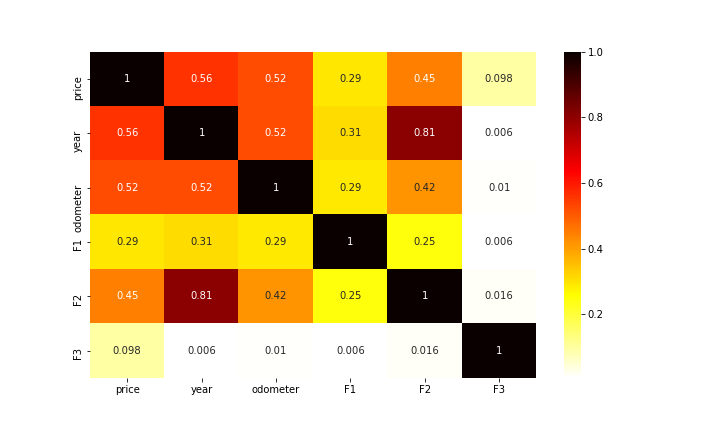 price 1 0.56 0.52 0.29 0.45 0.098
year 0.56 1 0.52 0.31 0.81 0.006
odometer 0.52 0.52 1 0.29 0.42 0.01
F1 0.29 0.31 0.29 1 0.25 0.006
F2 0.45 0.81 0.42 0.25 1 0.016
F3 0.098 0.006 0.01 0.006 0.016 1
price year odometer F1 F2 F3
1.0
0.8
0.6
0.4
0.2